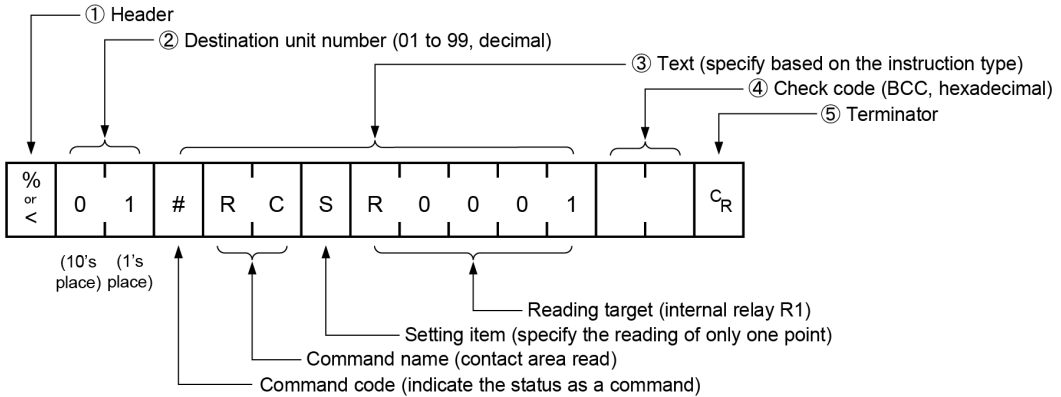 ① Header
② Destination unit number (01 to 99, decimal)
③ Text (specify based on the instruction type)
④ Check code (BCC, hexadecimal)
⑤ Terminator
% or < 0 1 # R C S R 0 0 0 1 CR
(10's place) (1's place)
Reading target (internal relay R1)
Setting item (specify the reading of only one point)
Command name (contact area read)
Command code (indicate the status as a command)